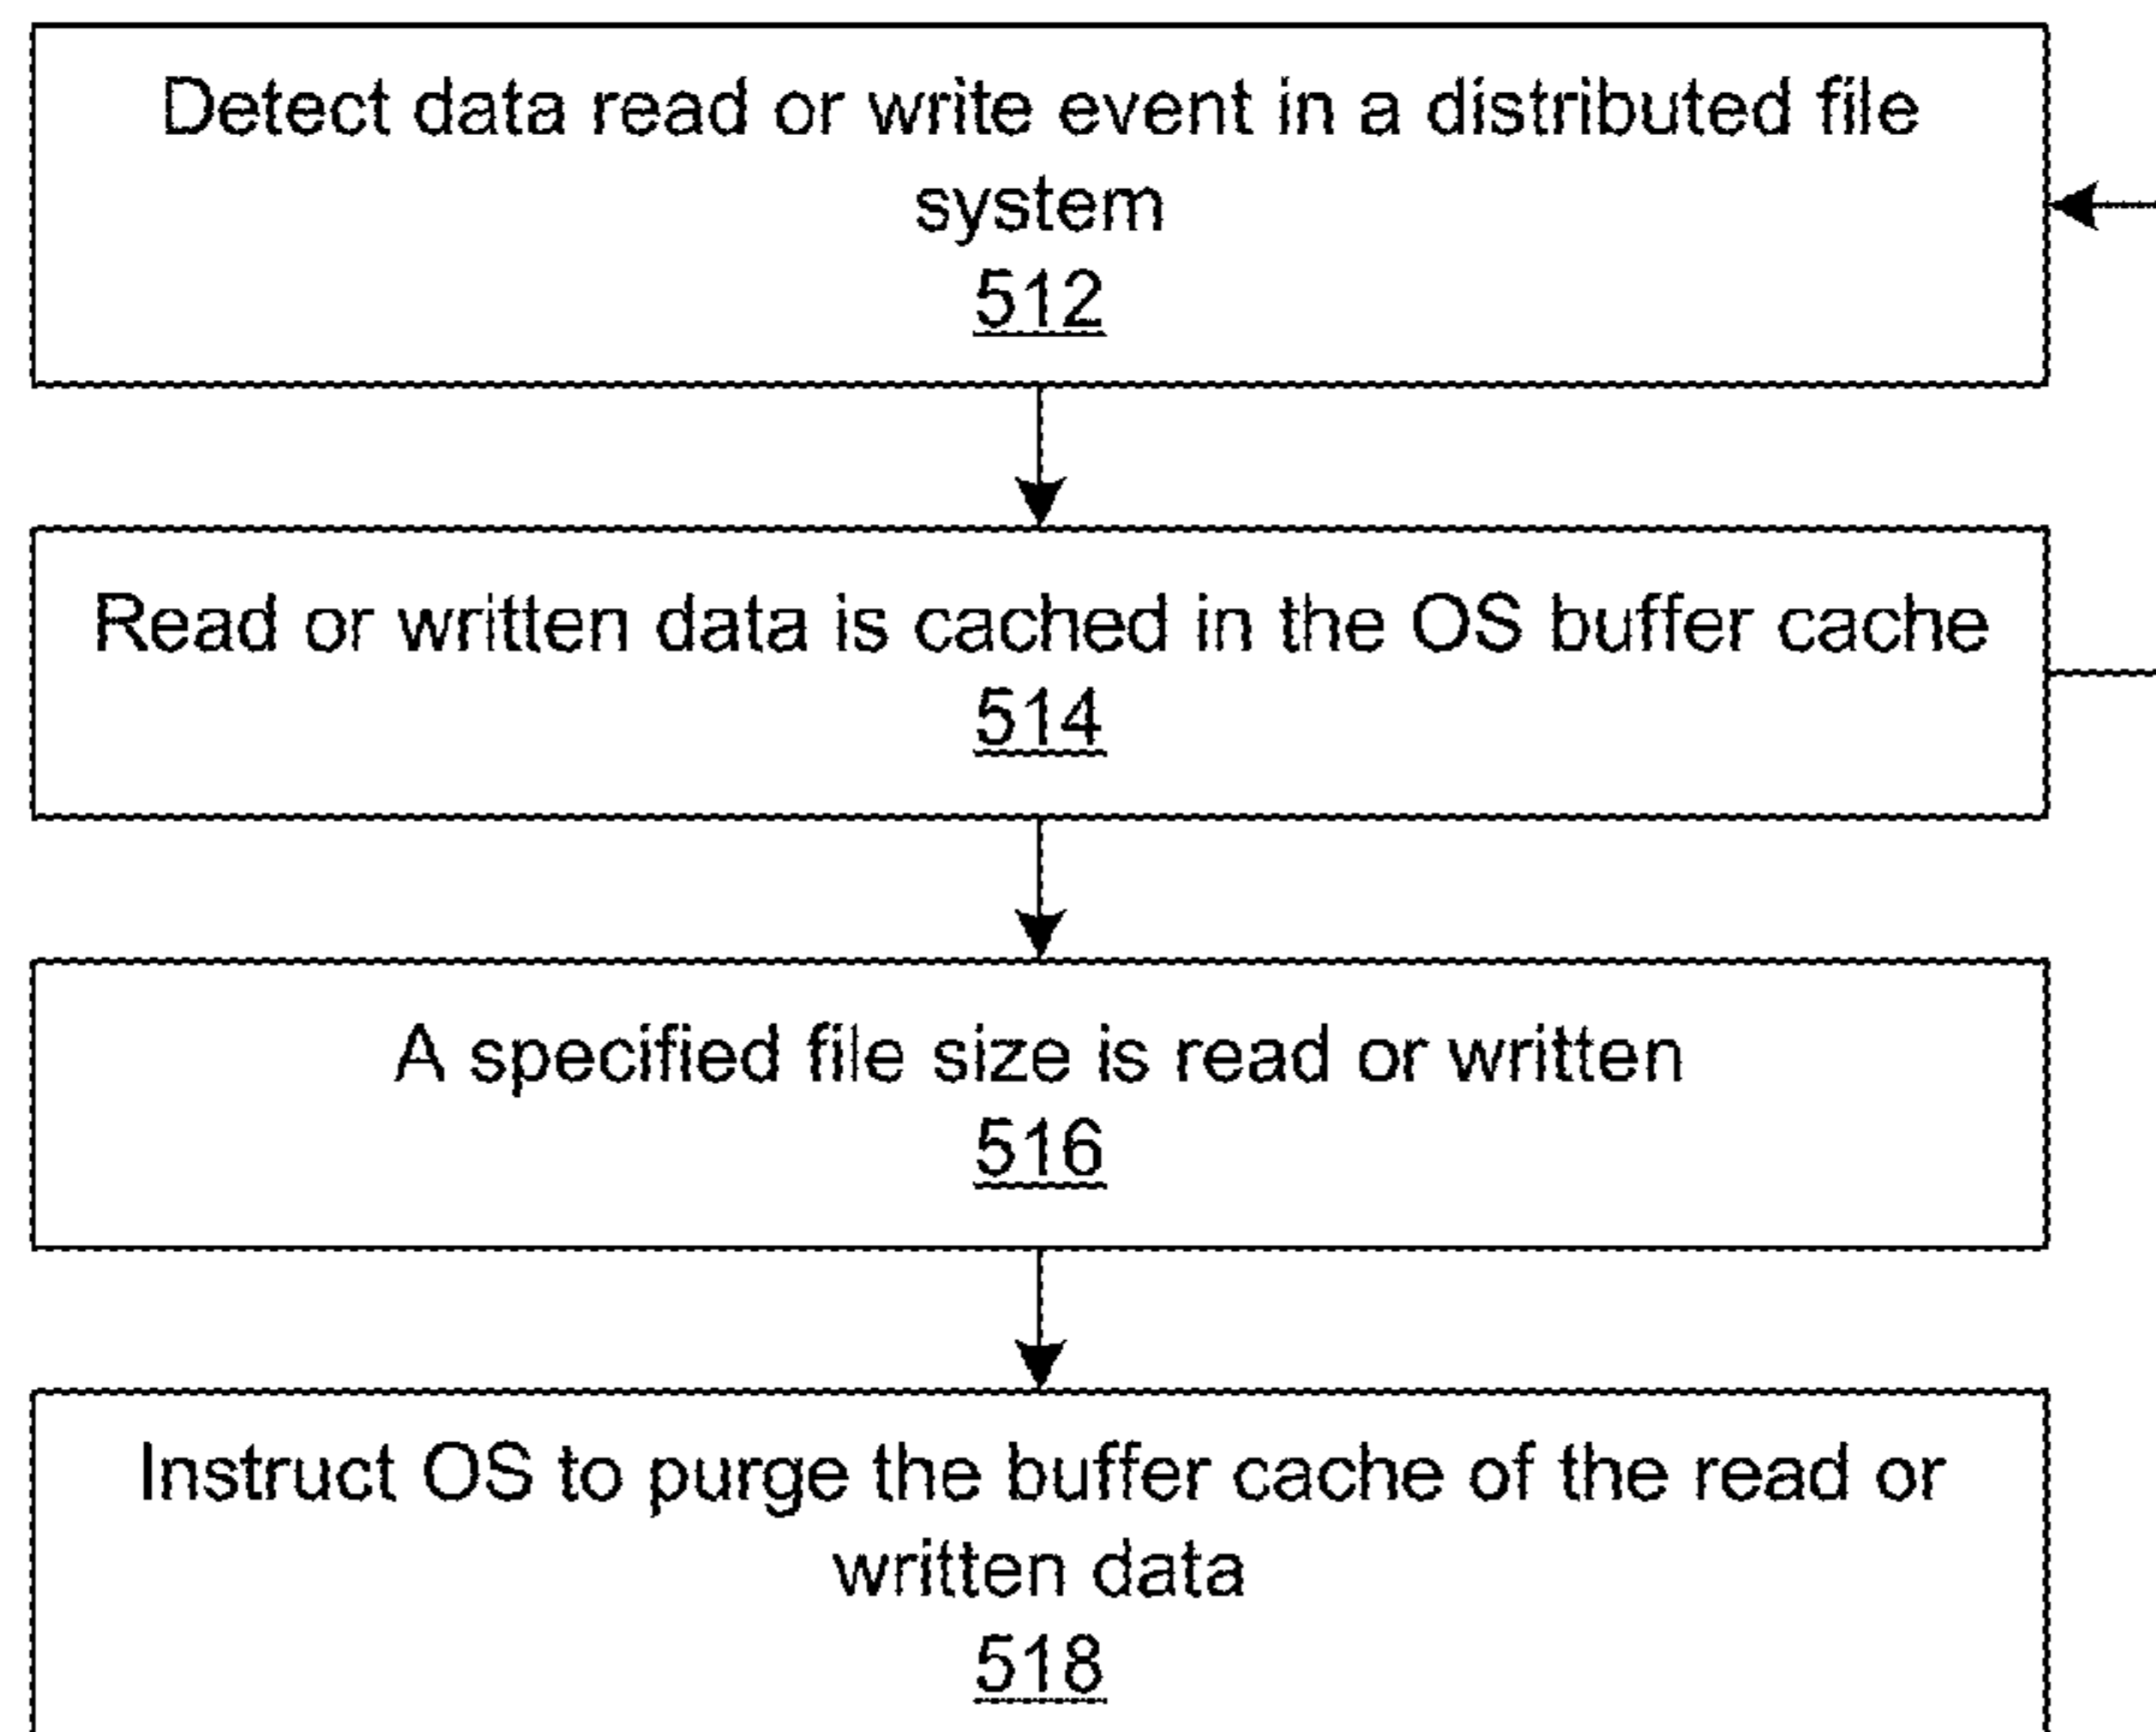 Detect data read or write event in a distributed file
system
512
Read or written data is cached in the OS buffer cache
514
A specified file size is read or written
516
Instruct OS to purge the buffer cache of the read or
written data
518